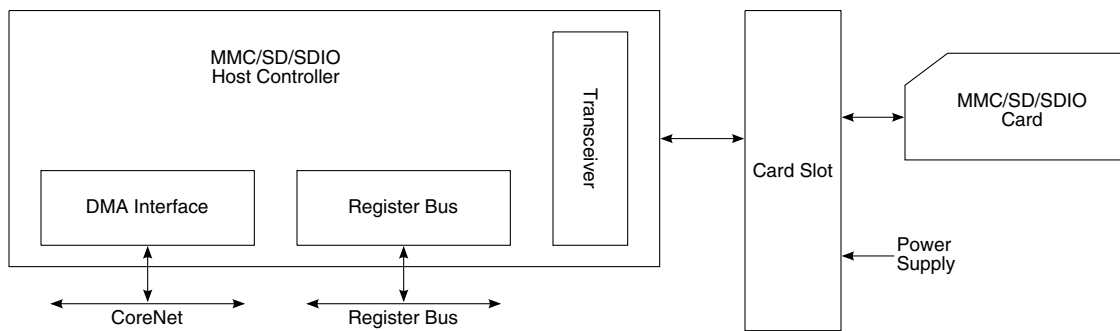 MMC/SD/SDIO
Host Controller
Transceiver
DMA Interface
Register Bus
CoreNet
Register Bus
Card Slot
MMC/SD/SDIO
Card
Power
Supply